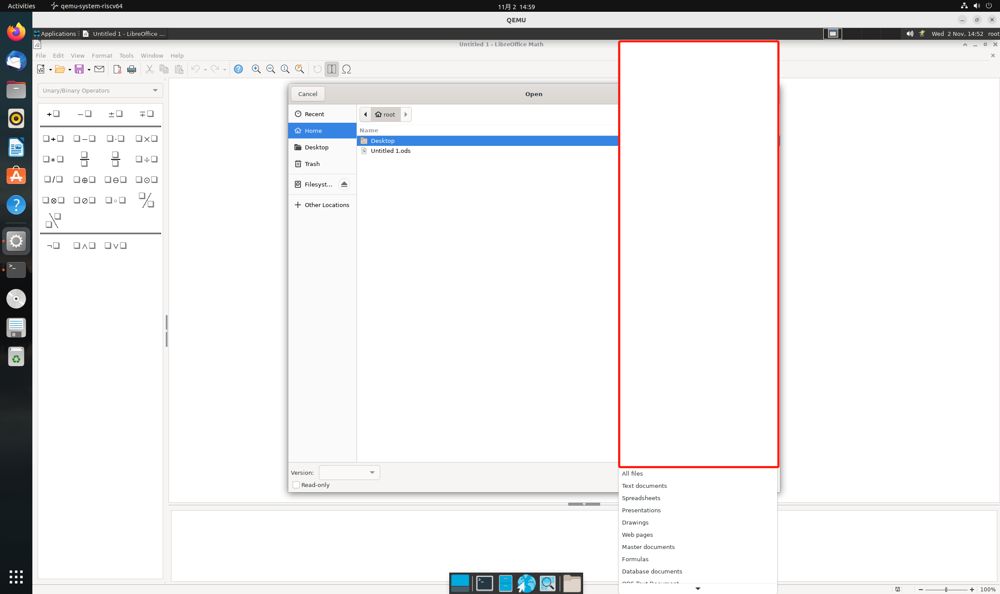 Activities
qemu-system-riscv64
11月 2 14:59
QEMU
Applications
Untitled 1 - LibreOffice ...
Wed 2 Nov, 14:52
root
Untitled 1 - LibreOffice Math
File
Edit
View
Format
Tools
Window
Help
Unary/Binary Operators
Cancel
Open
Recent
Home
Desktop
Trash
Filesyst...
Other Locations
root
Name
Desktop
Untitled 1.ods
Version:
Read-only
All files
Text documents
Spreadsheets
Presentations
Drawings
Web pages
Master documents
Formulas
Database documents
100%